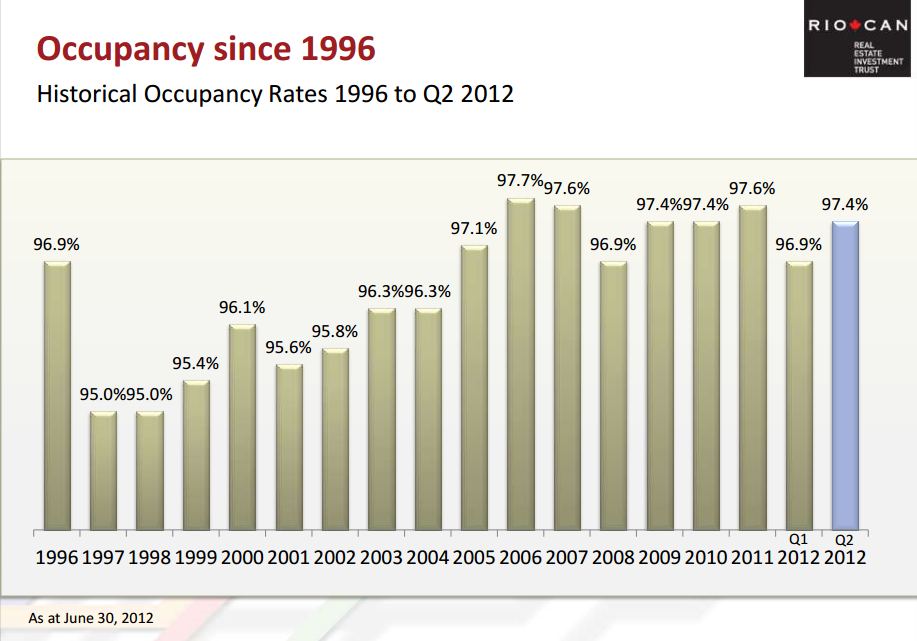 Occupancy since 1996
Historical Occupancy Rates 1996 to Q2 2012
RIO CAN
REAL
ESTATE
INVESTMENT
TRUST
96.9% 95.0% 95.0% 95.4% 96.1% 95.6% 95.8% 96.3% 96.3% 97.1% 97.7% 97.6% 96.9% 97.4% 97.4% 97.6% 96.9% 97.4%
Q1 Q2
1996 1997 1998 1999 2000 2001 2002 2003 2004 2005 2006 2007 2008 2009 2010 2011 2012 2012
As at June 30, 2012